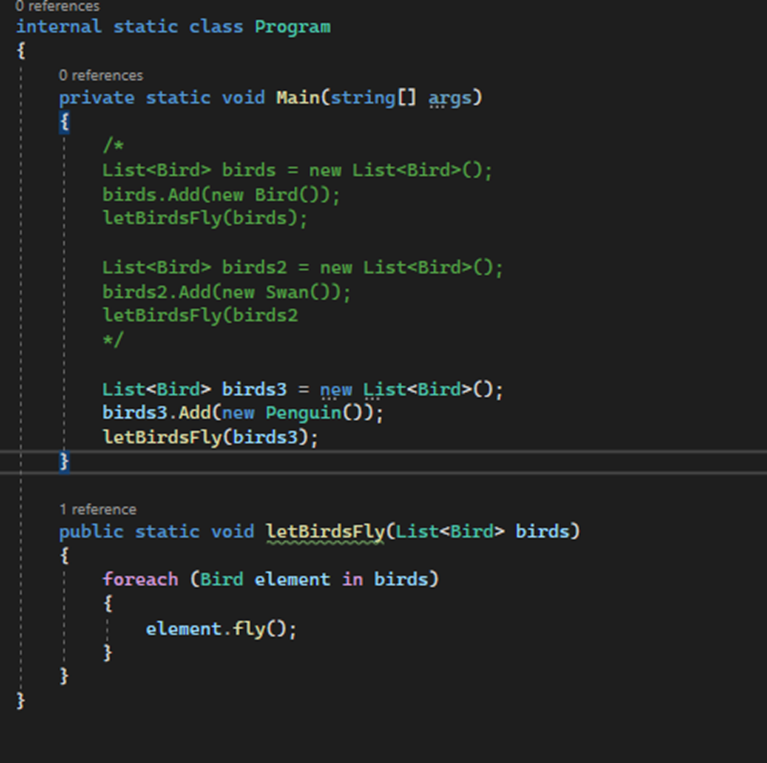 0 references
internal static class Program
{
0 references
private static void Main(string[] args)
{
/*
List<Bird> birds = new List<Bird>();
birds.Add(new Bird());
letBirdsFly(birds);
List<Bird> birds2 = new List<Bird>();
birds2.Add(new Swan());
letBirdsFly(birds2
*/
List<Bird> birds3 = new List<Bird>();
birds3.Add(new Penguin());
letBirdsFly(birds3);
}
1 reference
public static void letBirdsFly(List<Bird> birds)
{
foreach (Bird element in birds)
{
element.fly();
}
}
}